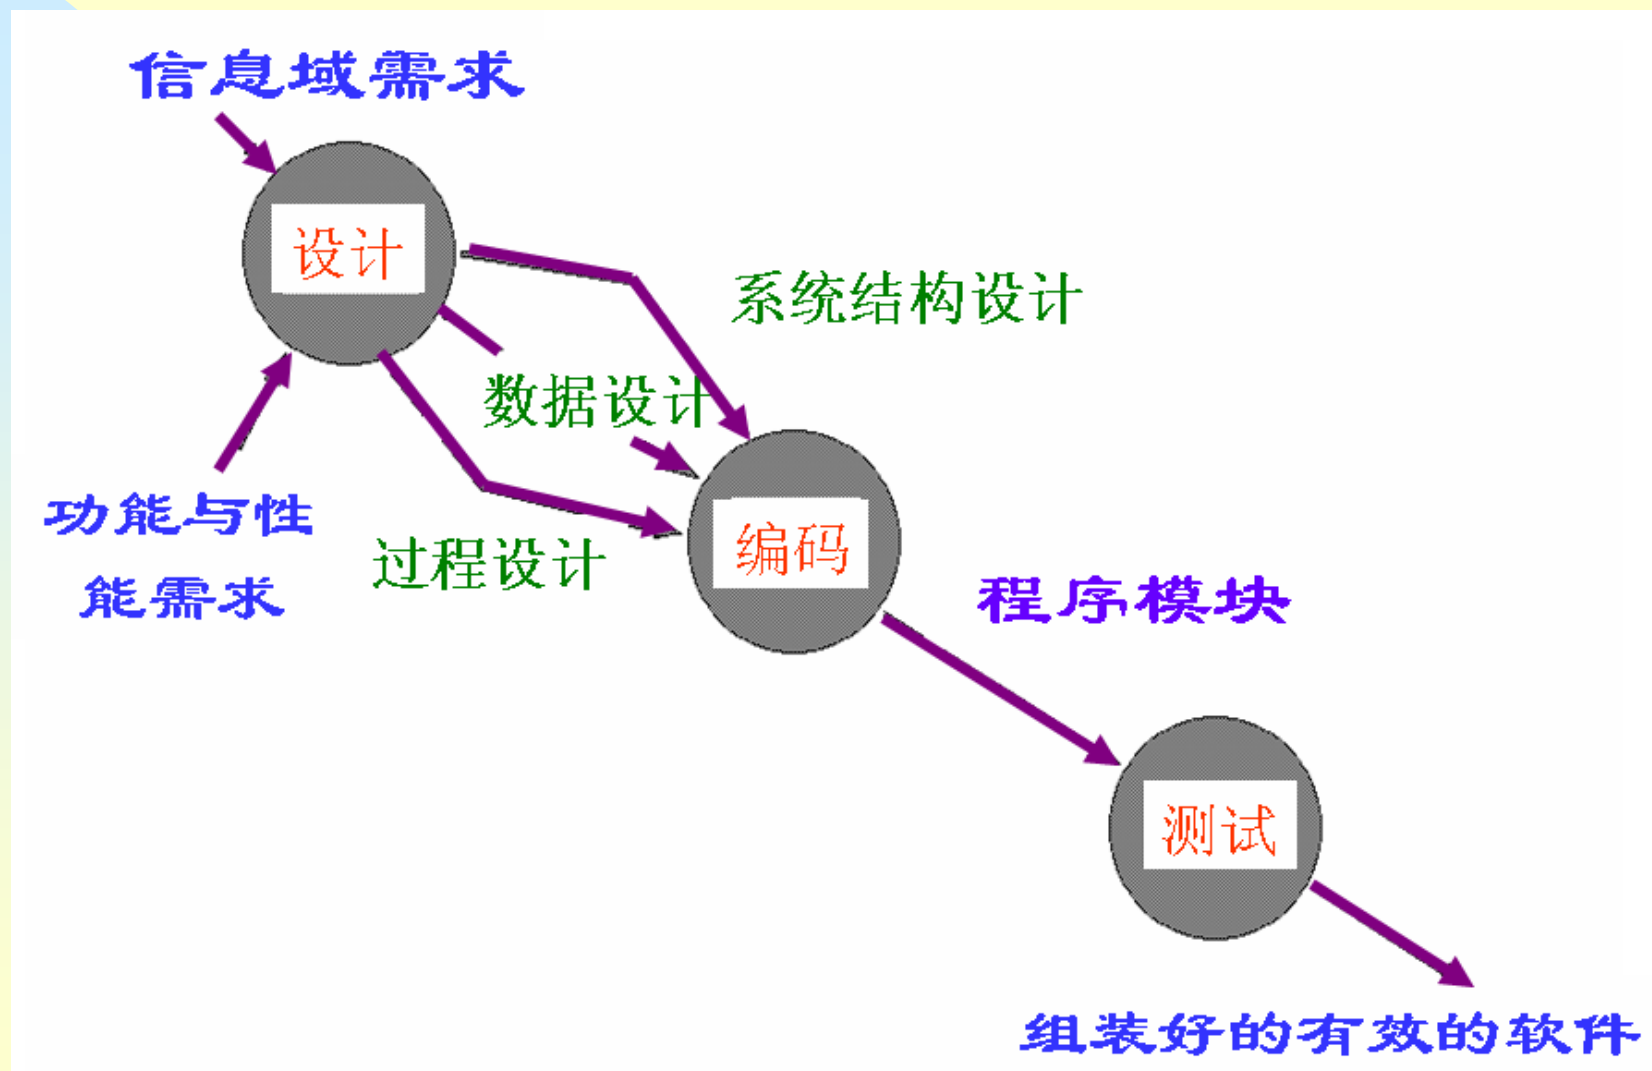 信息域需求
设计
系统结构设计
数据设计
功能与性
能需求
过程设计
编码
程序模块
测试
组装好的有效的软件